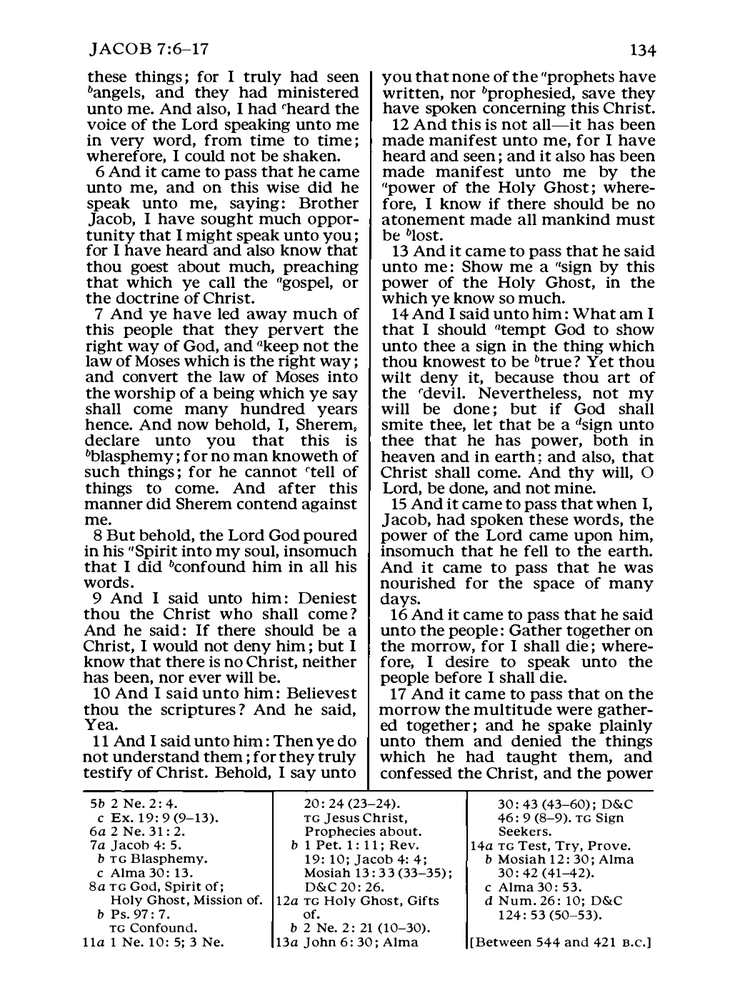 JACOB 7:6–17
134
these things; for I truly had seen
ᵇangels, and they had ministered
unto me. And also, I had ᶜheard the
voice of the Lord speaking unto me
in very word, from time to time;
wherefore, I could not be shaken.
6 And it came to pass that he came
unto me, and on this wise did he
speak unto me, saying: Brother
Jacob, I have sought much oppor-
tunity that I might speak unto you;
for I have heard and also know that
thou goest about much, preaching
that which ye call the ᵃgospel, or
the doctrine of Christ.
7 And ye have led away much of
this people that they pervert the
right way of God, and ᵃkeep not the
law of Moses which is the right way;
and convert the law of Moses into
the worship of a being which ye say
shall come many hundred years
hence. And now behold, I, Sherem,
declare unto you that this is
ᵇblasphemy; for no man knoweth of
such things; for he cannot ᶜtell of
things to come. And after this
manner did Sherem contend against
me.
8 But behold, the Lord God poured
in his ᵃSpirit into my soul, insomuch
that I did ᵇconfound him in all his
words.
9 And I said unto him: Deniest
thou the Christ who shall come?
And he said: If there should be a
Christ, I would not deny him; but I
know that there is no Christ, neither
has been, nor ever will be.
10 And I said unto him: Believest
thou the scriptures? And he said,
Yea.
11 And I said unto him: Then ye do
not understand them; for they truly
testify of Christ. Behold, I say unto
you that none of the ᵃprophets have
written, nor ᵇprophesied, save they
have spoken concerning this Christ.
12 And this is not all—it has been
made manifest unto me, for I have
heard and seen; and it also has been
made manifest unto me by the
ᵃpower of the Holy Ghost; where-
fore, I know if there should be no
atonement made all mankind must
be ᵇlost.
13 And it came to pass that he said
unto me: Show me a ᵃsign by this
power of the Holy Ghost, in the
which ye know so much.
14 And I said unto him: What am I
that I should ᵃtempt God to show
unto thee a sign in the thing which
thou knowest to be ᵇtrue? Yet thou
wilt deny it, because thou art of
the ᶜdevil. Nevertheless, not my
will be done; but if God shall
smite thee, let that be a ᵈsign unto
thee that he has power, both in
heaven and in earth; and also, that
Christ shall come. And thy will, O
Lord, be done, and not mine.
15 And it came to pass that when I,
Jacob, had spoken these words, the
power of the Lord came upon him,
insomuch that he fell to the earth.
And it came to pass that he was
nourished for the space of many
days.
16 And it came to pass that he said
unto the people: Gather together on
the morrow, for I shall die; where-
fore, I desire to speak unto the
people before I shall die.
17 And it came to pass that on the
morrow the multitude were gather-
ed together; and he spake plainly
unto them and denied the things
which he had taught them, and
confessed the Christ, and the power
5b 2 Ne. 2: 4.
c Ex. 19: 9 (9–13).
6a 2 Ne. 31: 2.
7a Jacob 4: 5.
b TG Blasphemy.
c Alma 30: 13.
8a TG God, Spirit of;
Holy Ghost, Mission of.
b Ps. 97: 7.
TG Confound.
11a 1 Ne. 10: 5; 3 Ne.
20: 24 (23–24).
TG Jesus Christ,
Prophecies about.
b 1 Pet. 1: 11; Rev.
19: 10; Jacob 4: 4;
Mosiah 13: 33 (33–35);
D&C 20: 26.
12a TG Holy Ghost, Gifts
of.
b 2 Ne. 2: 21 (10–30).
13a John 6: 30; Alma
30: 43 (43–60); D&C
46: 9 (8–9). TG Sign
Seekers.
14a TG Test, Try, Prove.
b Mosiah 12: 30; Alma
30: 42 (41–42).
c Alma 30: 53.
d Num. 26: 10; D&C
124: 53 (50–53).
[Between 544 and 421 B.C.]